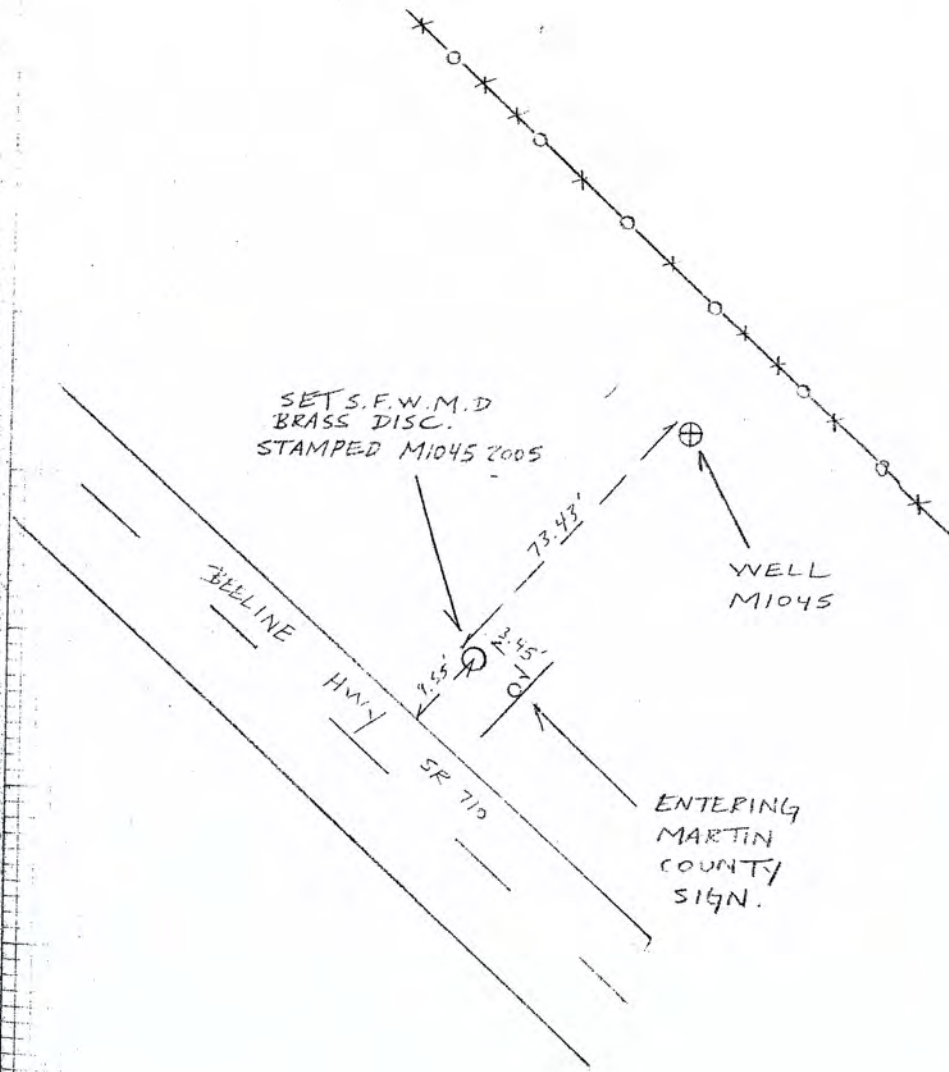 SET S.F.W.M.D
BRASS DISC.
STAMPED M1045 2005
73.43'
WELL
M1045
3.45'
9.55'
BEELINE
HWY
SR 710
ENTERING
MARTIN
COUNTY
SIGN.